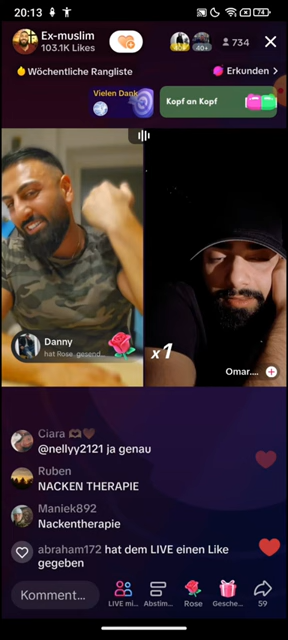 20:13
74
Ex-muslim
103.1K Likes
40+
734
Wöchentliche Rangliste
Erkunden >
Vielen Dank
Kopf an Kopf
Danny
hat Rose. gesend...
x1
Omar....
Ciara
@nellyy2121 ja genau
Ruben
NACKEN THERAPIE
Maniek892
Nackentherapie
abraham172 hat dem LIVE einen Like
gegeben
Komment...
LIVE mi...
Abstim...
Rose
Gesche...
59